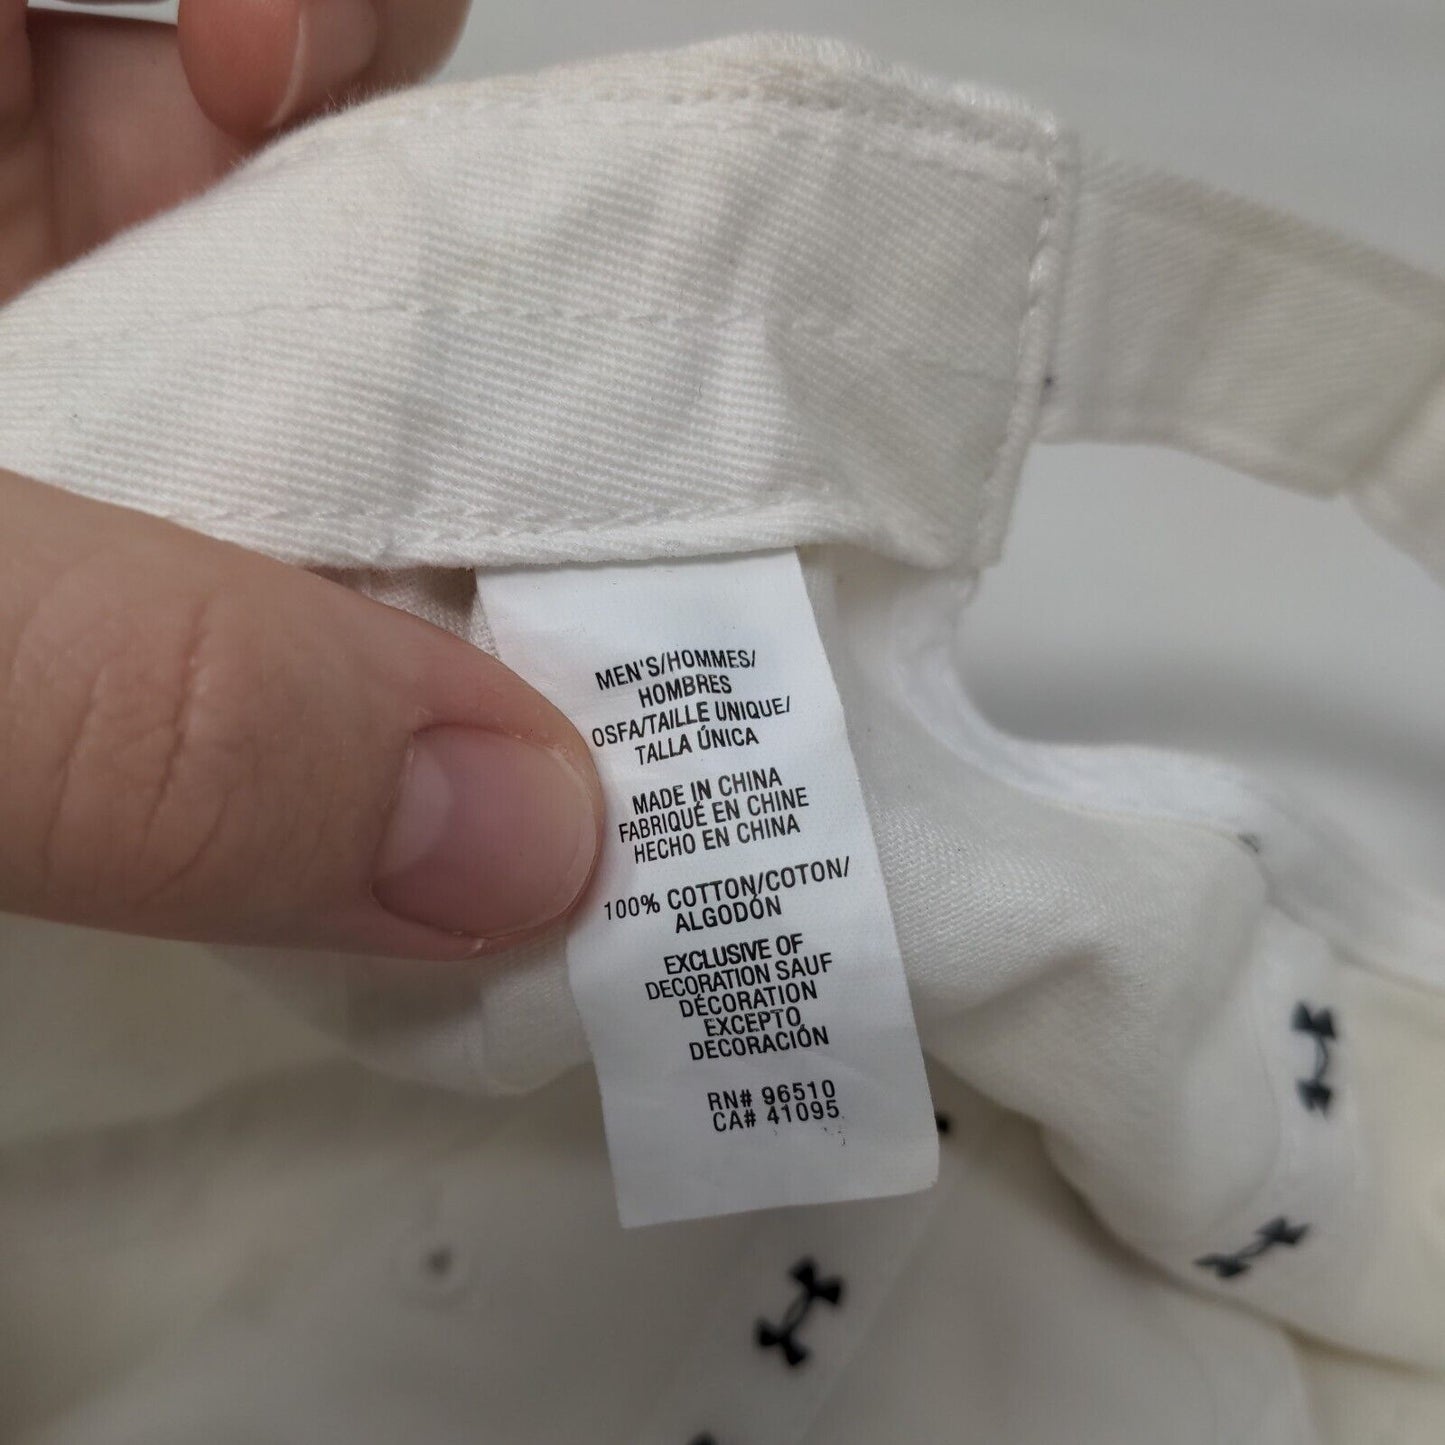 MEN'S/HOMMES/
HOMBRES
OSFA/TAILLE UNIQUE/
TALLA ÚNICA
MADE IN CHINA
FABRIQUÉ EN CHINE
HECHO EN CHINA
100% COTTON/COTON/
ALGODÓN
EXCLUSIVE OF
DECORATION SAUF
DÉCORATION
EXCEPTO
DECORACIÓN
RN# 96510
CA# 41095